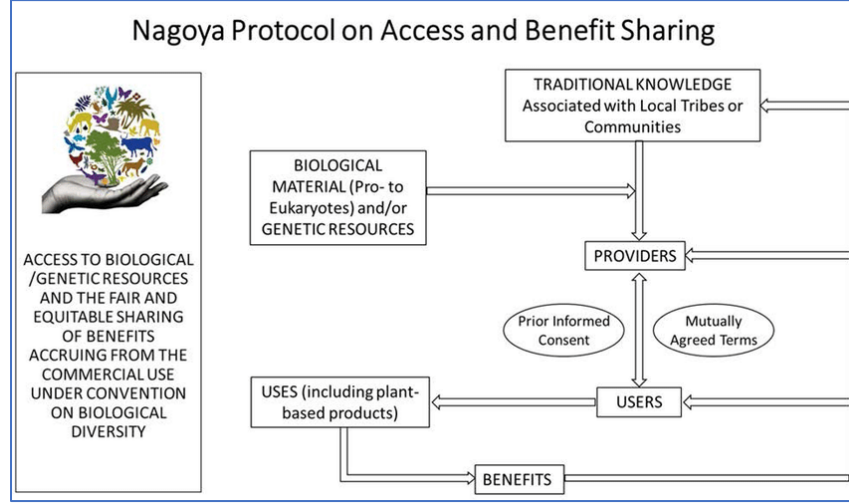 Nagoya Protocol on Access and Benefit Sharing
ACCESS TO BIOLOGICAL
/GENETIC RESOURCES
AND THE FAIR AND
EQUITABLE SHARING
OF BENEFITS
ACCRUING FROM THE
COMMERCIAL USE
UNDER CONVENTION
ON BIOLOGICAL
DIVERSITY
TRADITIONAL KNOWLEDGE
Associated with Local Tribes or
Communities
BIOLOGICAL
MATERIAL (Pro- to
Eukaryotes) and/or
GENETIC RESOURCES
PROVIDERS
Prior Informed
Consent
Mutually
Agreed Terms
USES (including plant-
based products)
USERS
BENEFITS